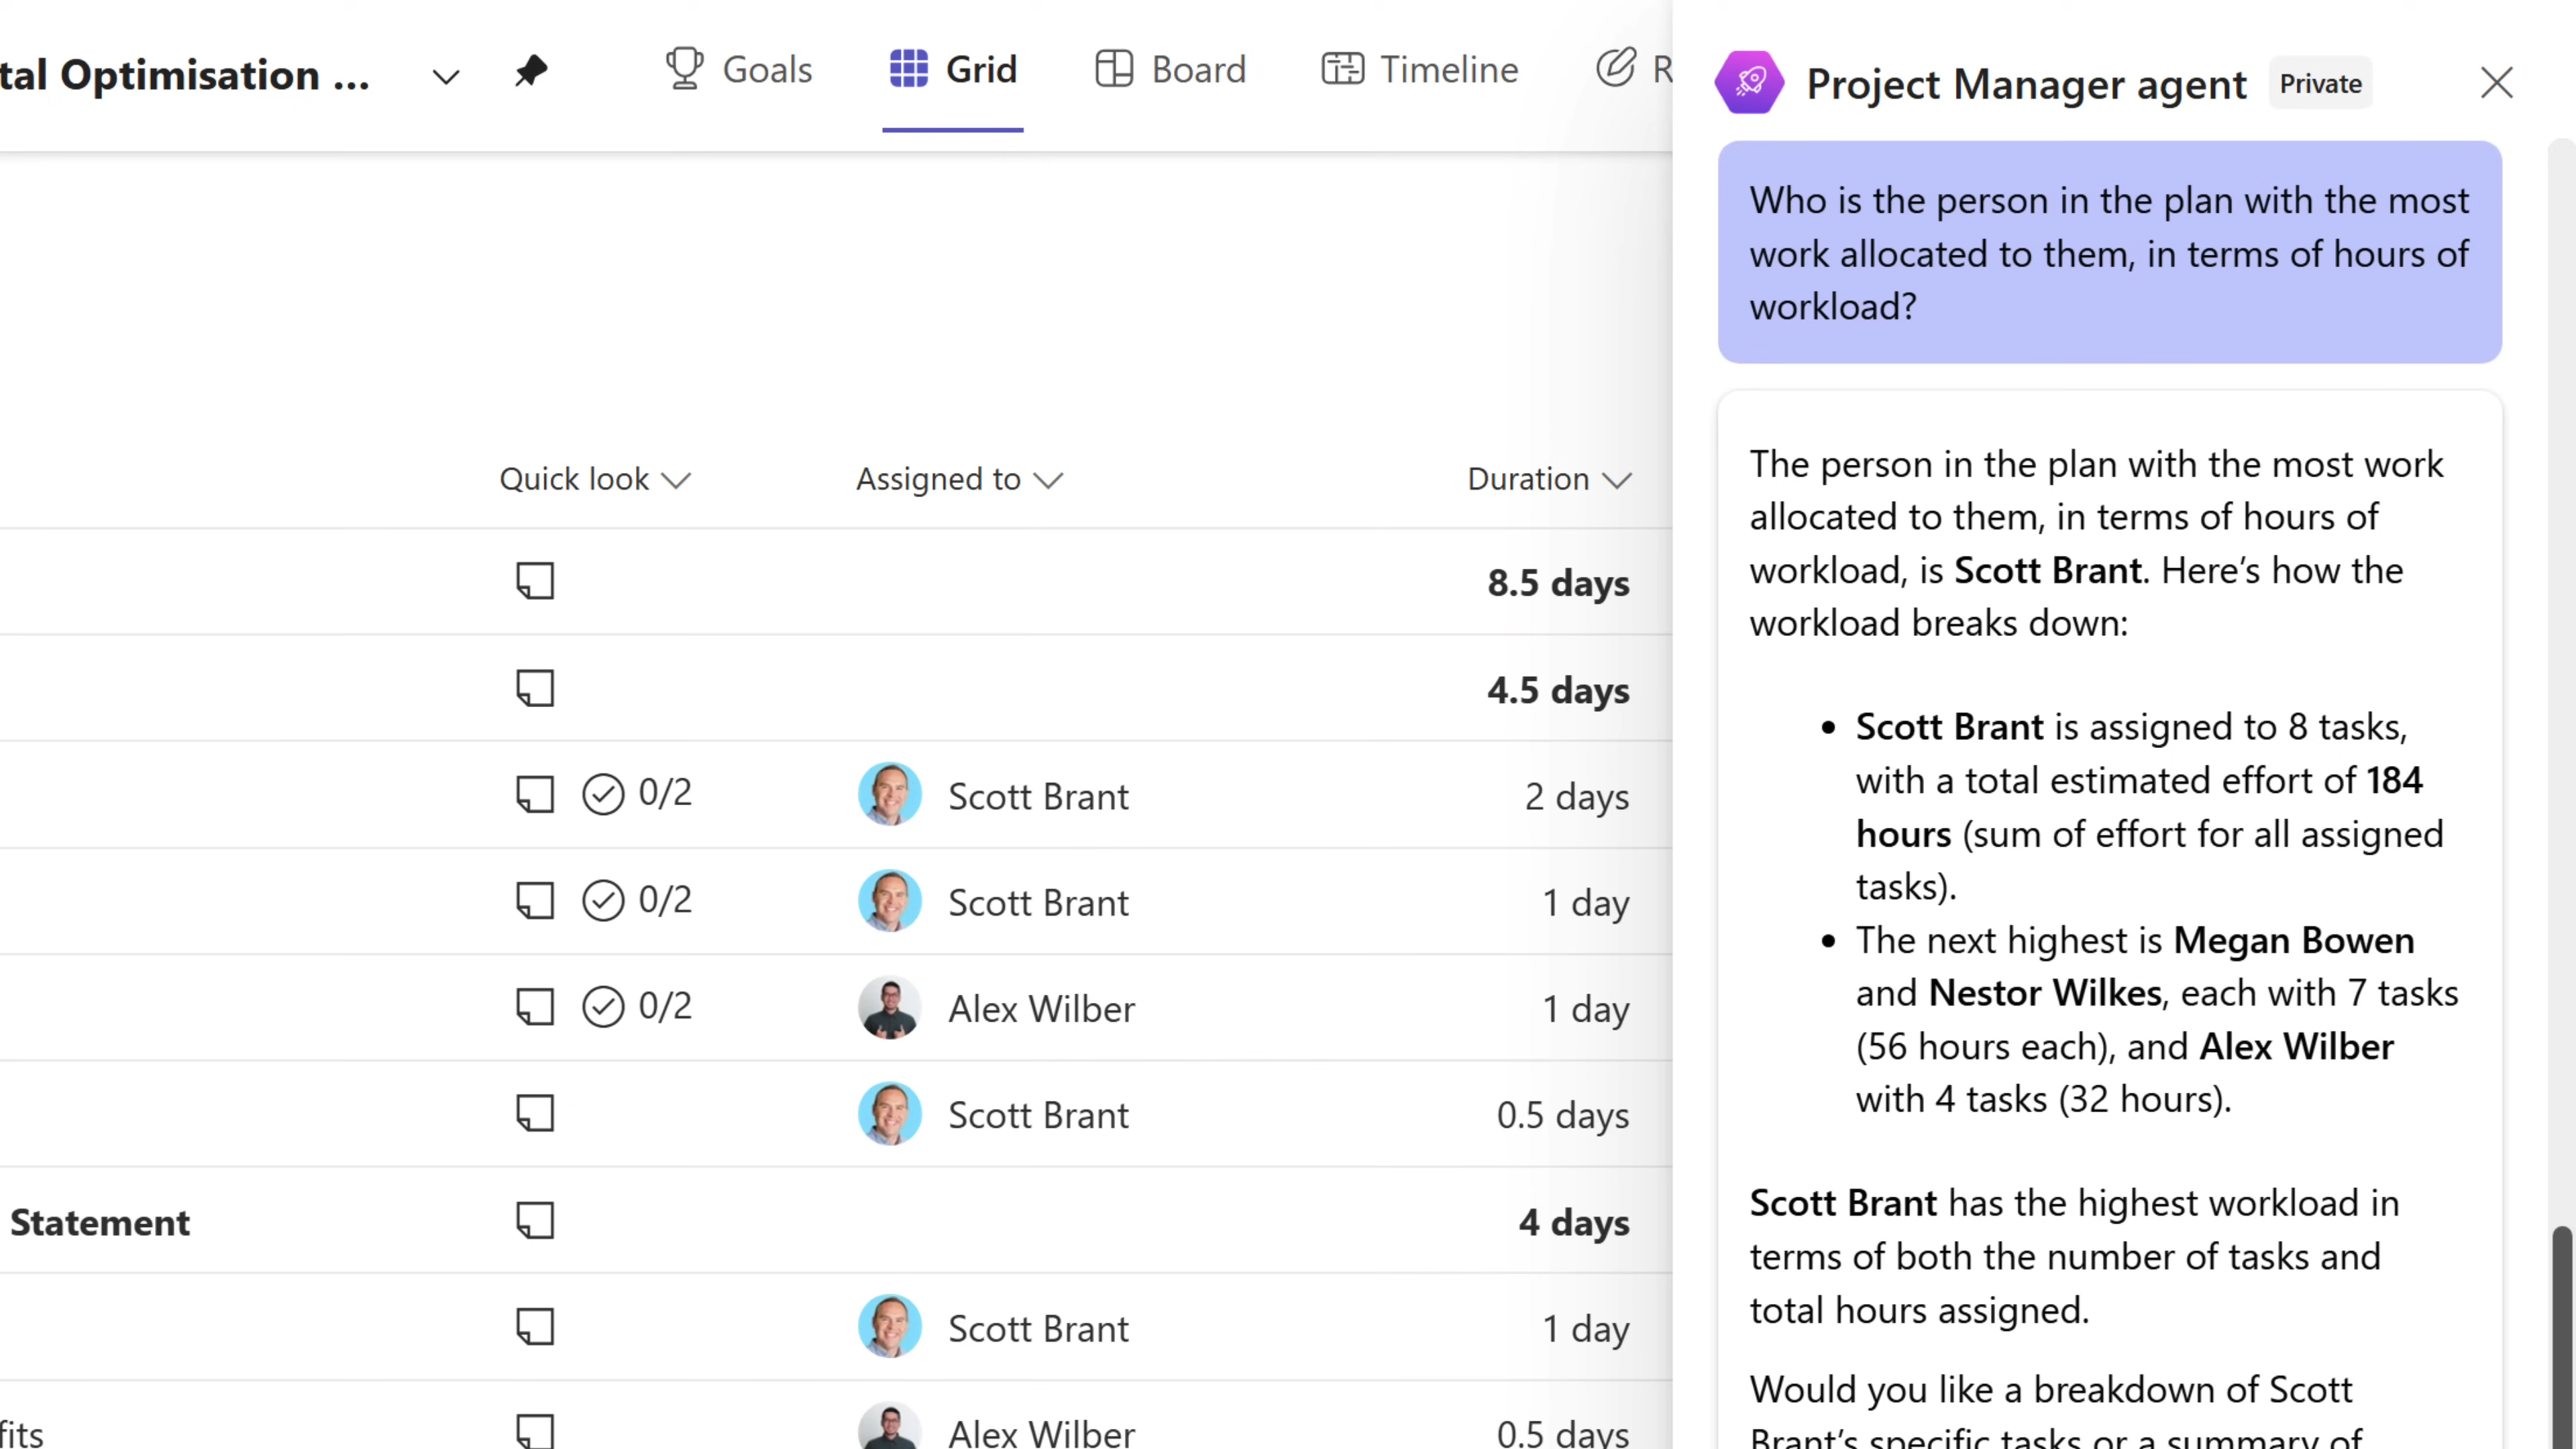 tal Optimisation ...
Goals
Grid
Board
Timeline
R
Quick look
Assigned to
Duration
8.5 days
4.5 days
0/2 Scott Brant 2 days
0/2 Scott Brant 1 day
0/2 Alex Wilber 1 day
Scott Brant 0.5 days
Statement 4 days
Scott Brant 1 day
fits Alex Wilber 0.5 days
Project Manager agent Private
Who is the person in the plan with the most
work allocated to them, in terms of hours of
workload?
The person in the plan with the most work
allocated to them, in terms of hours of
workload, is Scott Brant. Here’s how the
workload breaks down:
• Scott Brant is assigned to 8 tasks,
with a total estimated effort of 184
hours (sum of effort for all assigned
tasks).
• The next highest is Megan Bowen
and Nestor Wilkes, each with 7 tasks
(56 hours each), and Alex Wilber
with 4 tasks (32 hours).
Scott Brant has the highest workload in
terms of both the number of tasks and
total hours assigned.
Would you like a breakdown of Scott
Brant’s specific tasks or a summary of